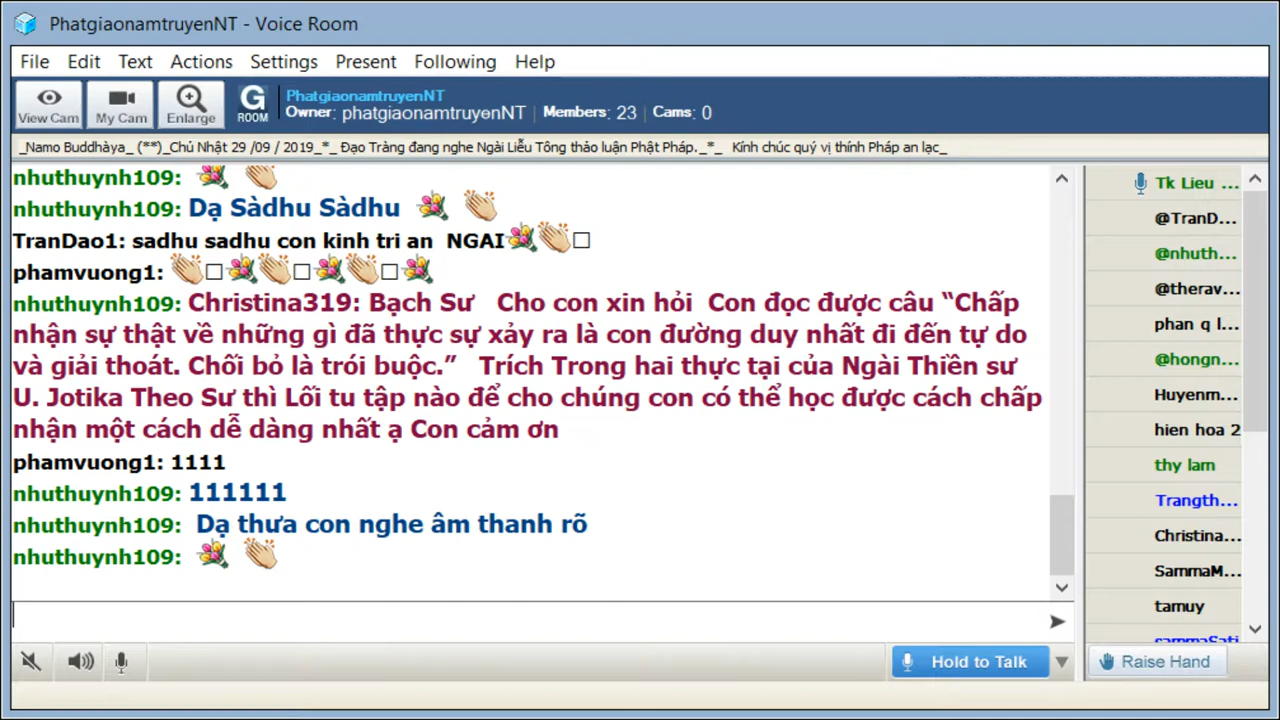 PhatgiaonamtruyenNT - Voice Room
File Edit Text Actions Settings Present Following Help
View Cam My Cam Enlarge G ROOM PhatgiaonamtruyenNT
Owner: phatgiaonamtruyenNT | Members: 23 | Cams: 0
_Namo Buddhàya_ (**)_Chủ Nhật 29 /09 / 2019_*_ Đạo Tràng đang nghe Ngài Liễu Tông thảo luận Phật Pháp._*_ Kính chúc quý vị thính Pháp an lạc_
nhuthuynh109:
nhuthuynh109: Dạ Sàdhu Sàdhu
TranDao1: sadhu sadhu con kinh tri an NGAI
phamvuong1:
nhuthuynh109: Christina319: Bạch Sư Cho con xin hỏi Con đọc được câu “Chấp
nhận sự thật về những gì đã thực sự xảy ra là con đường duy nhất đi đến tự do
và giải thoát. Chối bỏ là trói buộc.” Trích Trong hai thực tại của Ngài Thiền sư
U. Jotika Theo Sư thì Lối tu tập nào để cho chúng con có thể học được cách chấp
nhận một cách dễ dàng nhất ạ Con cảm ơn
phamvuong1: 1111
nhuthuynh109: 111111
nhuthuynh109: Dạ thưa con nghe âm thanh rõ
nhuthuynh109:
Tk Lieu ...
@TranD...
@nhuth...
@therav...
phan q l...
@hongn...
Huyenm...
hien hoa 2
thy lam
Trangth...
Christina...
SammaM...
tamuy
sammaSati
Hold to Talk
Raise Hand